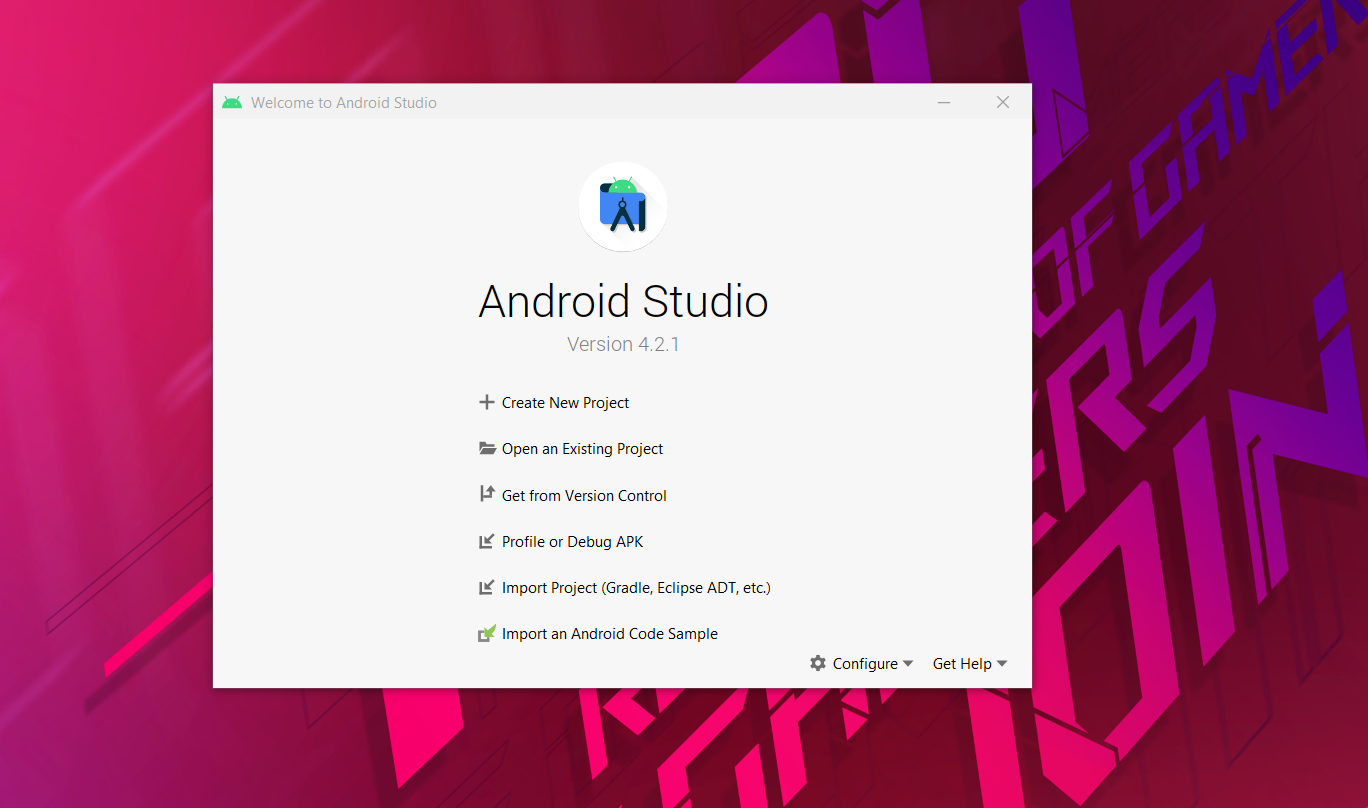 Welcome to Android Studio
Android Studio
Version 4.2.1
Create New Project
Open an Existing Project
Get from Version Control
Profile or Debug APK
Import Project (Gradle, Eclipse ADT, etc.)
Import an Android Code Sample
Configure
Get Help
OF GAMER